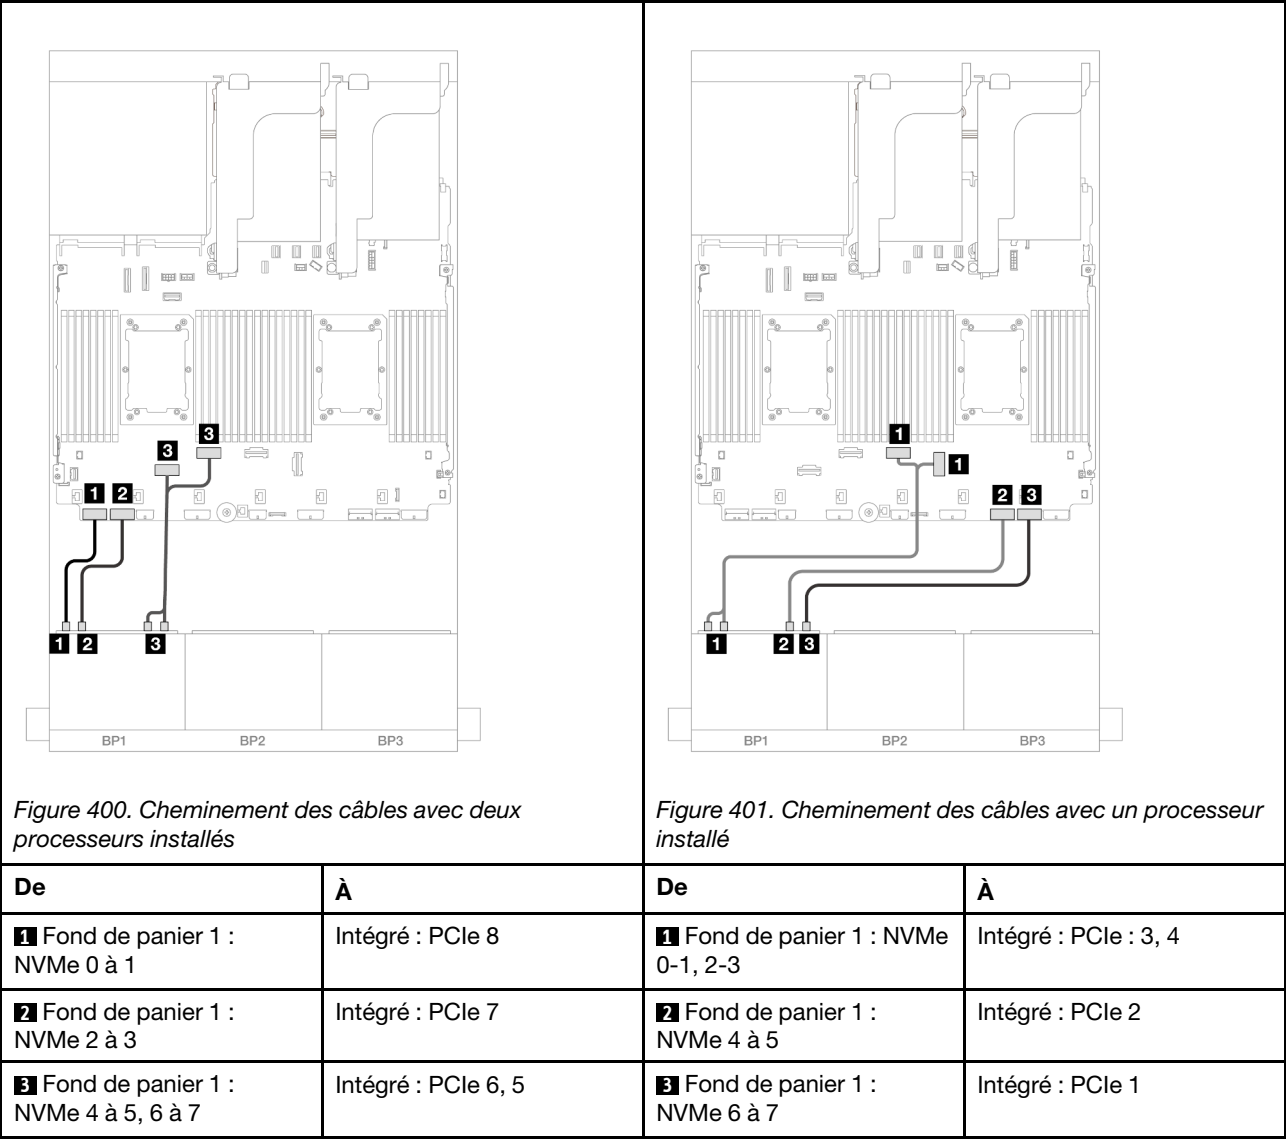 3
3
1 2
1 2 3
BP1 BP2 BP3
Figure 400. Cheminement des câbles avec deux
processeurs installés
1
1
2 3
1 2 3
BP1 BP2 BP3
Figure 401. Cheminement des câbles avec un processeur
installé
De À De À
1 Fond de panier 1 :
NVMe 0 à 1
Intégré : PCIe 8
1 Fond de panier 1 : NVMe
0-1, 2-3
Intégré : PCIe : 3, 4
2 Fond de panier 1 :
NVMe 2 à 3
Intégré : PCIe 7
2 Fond de panier 1 :
NVMe 4 à 5
Intégré : PCIe 2
3 Fond de panier 1 :
NVMe 4 à 5, 6 à 7
Intégré : PCIe 6, 5
3 Fond de panier 1 :
NVMe 6 à 7
Intégré : PCIe 1